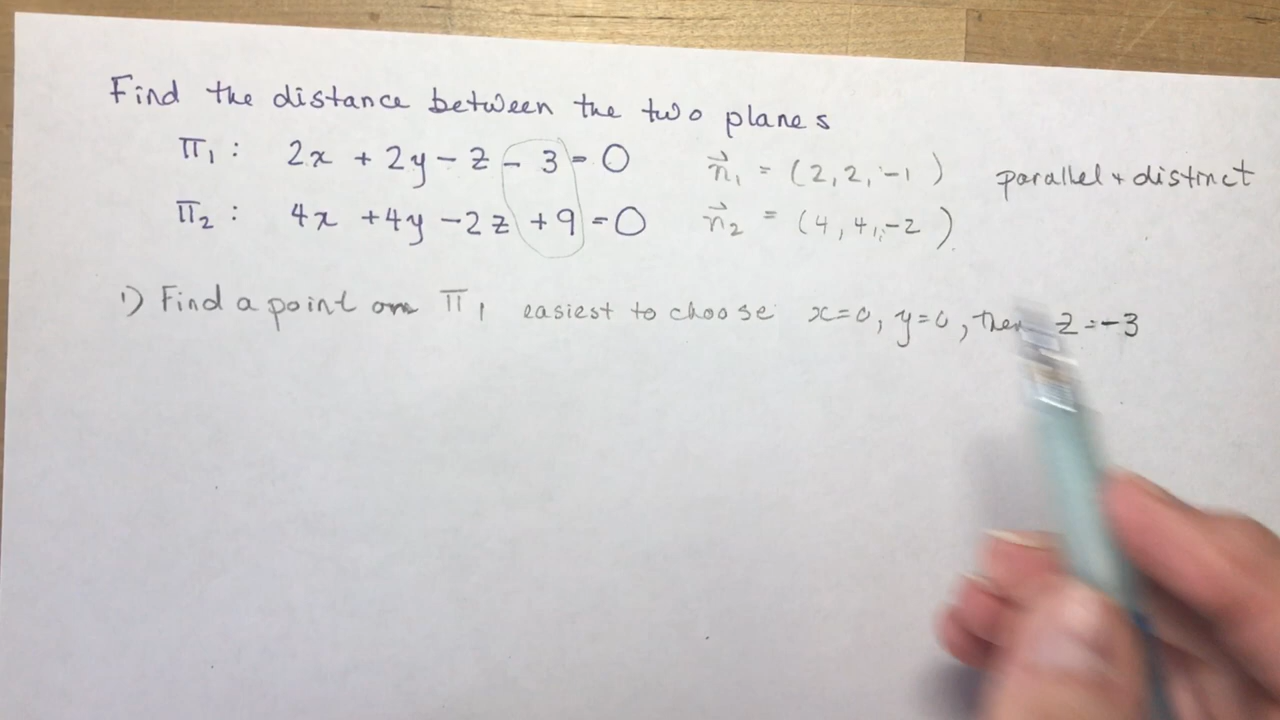 Find the distance between the two planes
π₁ : 2x + 2y - z - 3 = 0 n⃗₁ = (2, 2, -1) parallel + distinct
π₂ : 4x + 4y - 2z + 9 = 0 n⃗₂ = (4, 4, -2)
1) Find a point on π₁ easiest to choose x=0, y=0, then z=-3